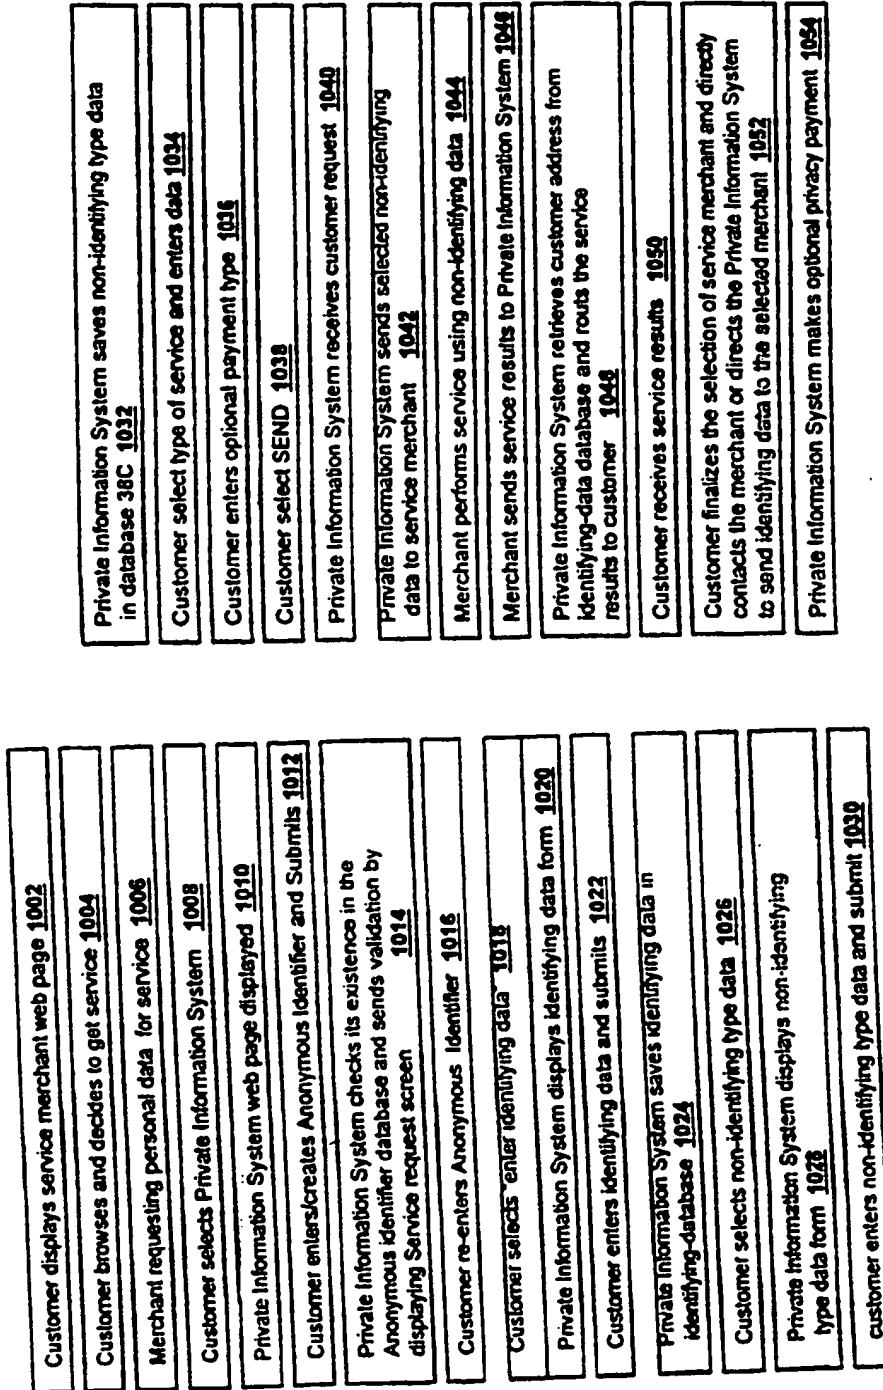 Customer displays service merchant web page 1002
Customer browses and decides to get service 1004
Merchant requesting personal data for service 1006
Customer selects Private Information System 1008
Private Information System web page displayed 1010
Customer enters/creates Anonymous Identifier and Submits 1012
Private Information System checks its existence in the
Anonymous identifier database and sends validation by
displaying Service request screen 1014
Customer re-enters Anonymous Identifier 1016
Customer selects "enter identifying data" 1018
Private Information System displays identifying data form 1020
Customer enters identifying data and submits 1022
Private Information System saves identifying data in
identifying-database 1024
Customer selects non-identifying type data 1026
Private Information System displays non-identifying
type data form 1028
customer enters non-identifying type data and submit 1030
Private Information System saves non-identifying type data
in database 38C 1032
Customer select type of service and enters data 1034
Customer enters optional payment type 1036
Customer select SEND 1038
Private Information System receives customer request 1040
Private Information System sends selected non-identifying
data to service merchant 1042
Merchant performs service using non-identifying data 1044
Merchant sends service results to Private Information System 1046
Private Information System retrieves customer address from
identifying-data database and routs the service
results to customer 1048
Customer receives service results 1050
Customer finalizes the selection of service merchant and directly
contacts the merchant or directs the Private Information System
to send identifying data to the selected merchant 1052
Private Information System makes optional privacy payment 1054